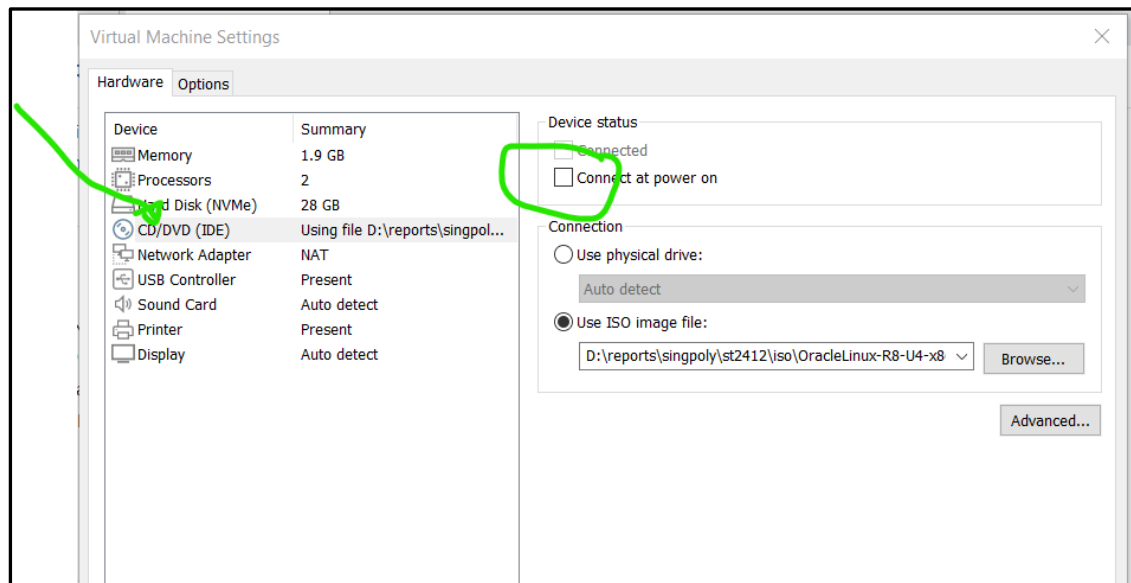 Virtual Machine Settings
Hardware Options
Device Summary
Memory 1.9 GB
Processors 2
Hard Disk (NVMe) 28 GB
CD/DVD (IDE) Using file D:\reports\singpol...
Network Adapter NAT
USB Controller Present
Sound Card Auto detect
Printer Present
Display Auto detect
Device status
Connected
Connect at power on
Connection
Use physical drive:
Auto detect
Use ISO image file:
D:\reports\singpoly\st2412\iso\OracleLinux-R8-U4-x8
Browse...
Advanced...